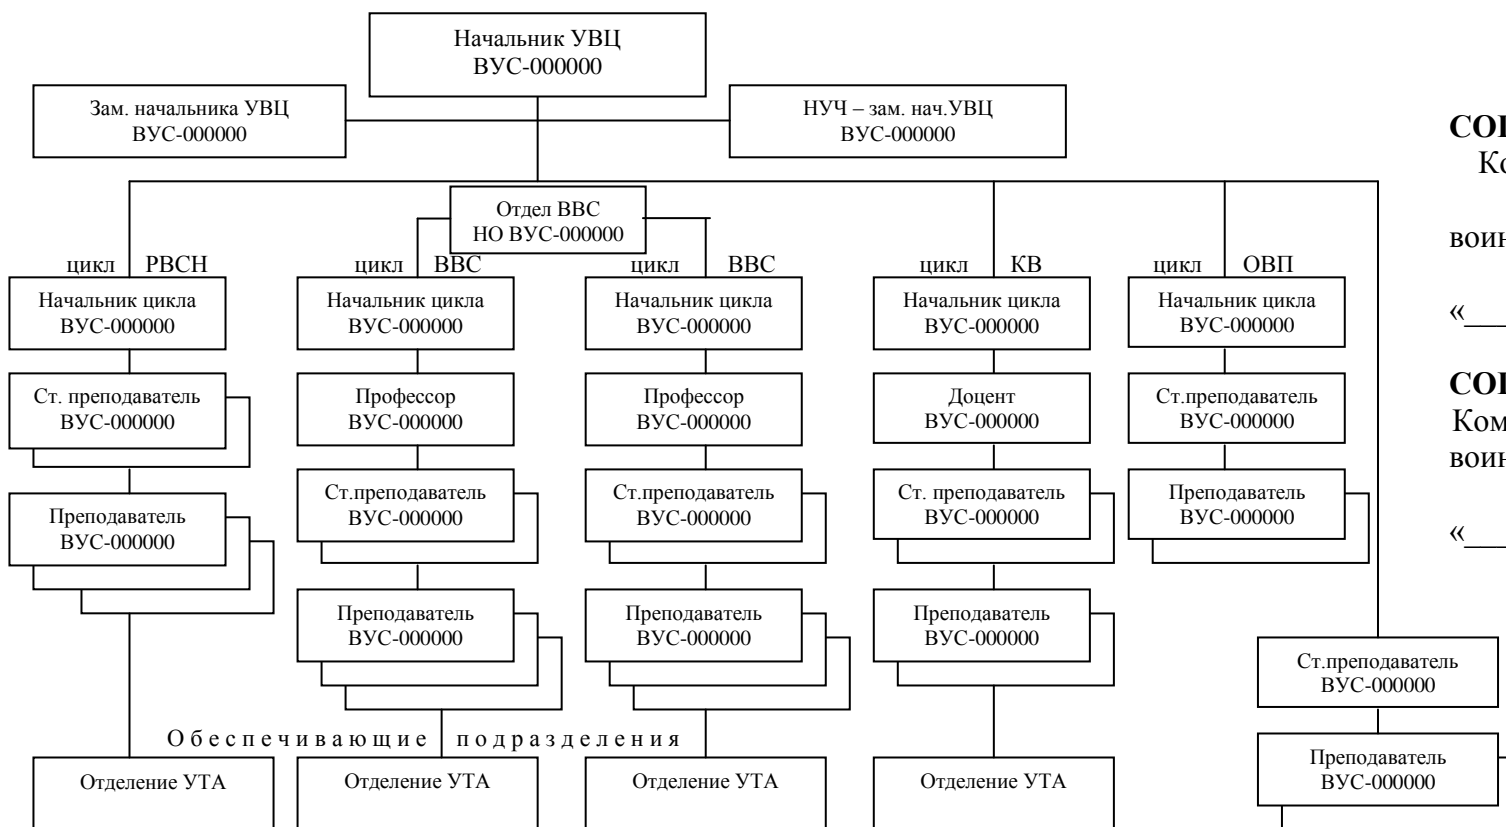 Начальник УВЦ
ВУС-000000
Зам. начальника УВЦ
ВУС-000000
НУЧ – зам. нач.УВЦ
ВУС-000000
Отдел ВВС
НО ВУС-000000
цикл РВСН
цикл ВВС
цикл ВВС
цикл КВ
цикл ОВП
Начальник цикла
ВУС-000000
Начальник цикла
ВУС-000000
Начальник цикла
ВУС-000000
Начальник цикла
ВУС-000000
Начальник цикла
ВУС-000000
Ст. преподаватель
ВУС-000000
Профессор
ВУС-000000
Профессор
ВУС-000000
Доцент
ВУС-000000
Ст.преподаватель
ВУС-000000
Преподаватель
ВУС-000000
Ст.преподаватель
ВУС-000000
Ст.преподаватель
ВУС-000000
Ст. преподаватель
ВУС-000000
Преподаватель
ВУС-000000
Преподаватель
ВУС-000000
Преподаватель
ВУС-000000
Преподаватель
ВУС-000000
Ст.преподаватель
ВУС-000000
Преподаватель
ВУС-000000
Обеспечивающие подразделения
Отделение УТА
Отделение УТА
Отделение УТА
Отделение УТА
«___
«___